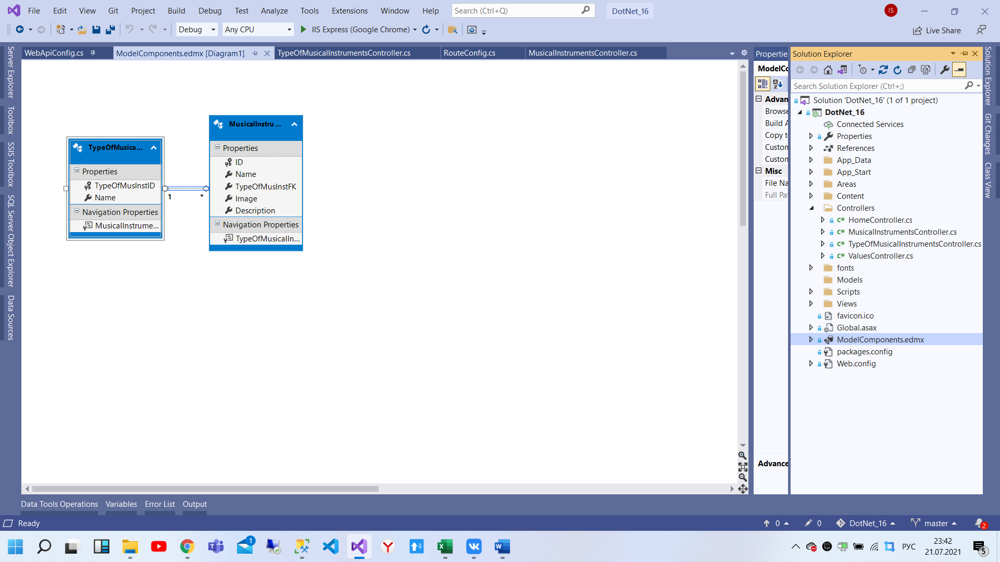 File Edit View Git Project Build Debug Test Analyze Tools Extensions Window Help Search (Ctrl+Q) DotNet_16 IS
Debug Any CPU IIS Express (Google Chrome) Live Share
WebApiConfig.cs ModelComponents.edmx [Diagram1] TypeOfMusicalInstrumentsController.cs RouteConfig.cs MusicalInstrumentsController.cs
Server Explorer
Toolbox
SSIS Toolbox
SQL Server Object Explorer
Data Sources
TypeOfMusica...
Properties
TypeOfMusInstID
Name
Navigation Properties
MusicalInstrume...
1
*
MusicalInstru...
Properties
ID
Name
TypeOfMusInstFK
Image
Description
Navigation Properties
TypeOfMusicalIn...
Propertie
ModelCo
Advan
Browse
Build A
Copy t
Custon
Custon
Misc
File Na
Full Pat
Advance
Solution Explorer
Search Solution Explorer (Ctrl+;)
Solution 'DotNet_16' (1 of 1 project)
DotNet_16
Connected Services
Properties
References
App_Data
App_Start
Areas
Content
Controllers
HomeController.cs
MusicalInstrumentsController.cs
TypeOfMusicalInstrumentsController.cs
ValuesController.cs
fonts
Models
Scripts
Views
favicon.ico
Global.asax
ModelComponents.edmx
packages.config
Web.config
Solution Explorer
Git Changes
Class View
Data Tools Operations Variables Error List Output
Ready 0 0 DotNet_16 master 2
1 РУС 23:42
21.07.2021 5